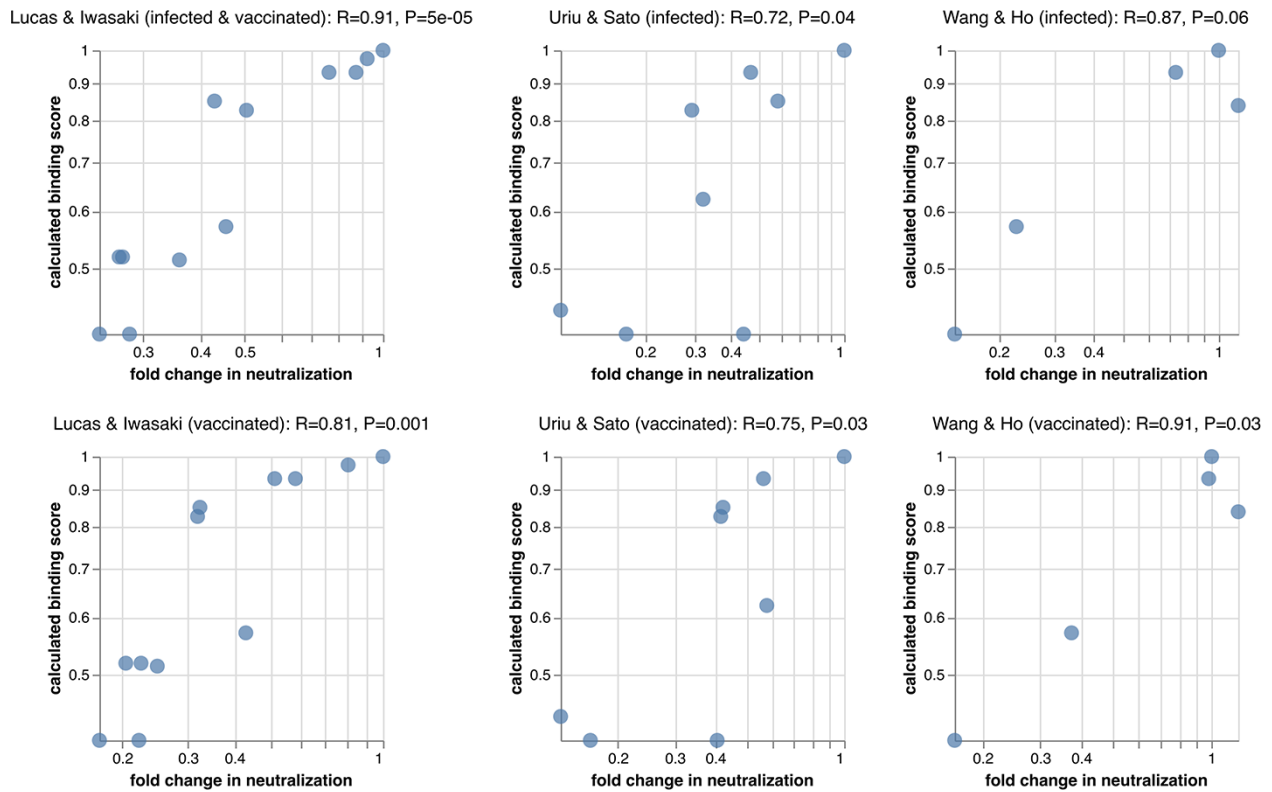 Lucas & Iwasaki (infected & vaccinated): R=0.91, P=5e-05
1
0.9
0.8
0.7
0.6
0.5
calculated binding score
0.3 0.4 0.5 1
fold change in neutralization
Uriu & Sato (infected): R=0.72, P=0.04
1
0.9
0.8
0.7
0.6
0.5
calculated binding score
0.2 0.3 0.4 1
fold change in neutralization
Wang & Ho (infected): R=0.87, P=0.06
1
0.9
0.8
0.7
0.6
0.5
calculated binding score
0.2 0.3 0.4 1
fold change in neutralization
Lucas & Iwasaki (vaccinated): R=0.81, P=0.001
1
0.9
0.8
0.7
0.6
0.5
calculated binding score
0.2 0.3 0.4 1
fold change in neutralization
Uriu & Sato (vaccinated): R=0.75, P=0.03
1
0.9
0.8
0.7
0.6
0.5
calculated binding score
0.2 0.3 0.4 1
fold change in neutralization
Wang & Ho (vaccinated): R=0.91, P=0.03
1
0.9
0.8
0.7
0.6
0.5
calculated binding score
0.2 0.3 0.4 1
fold change in neutralization